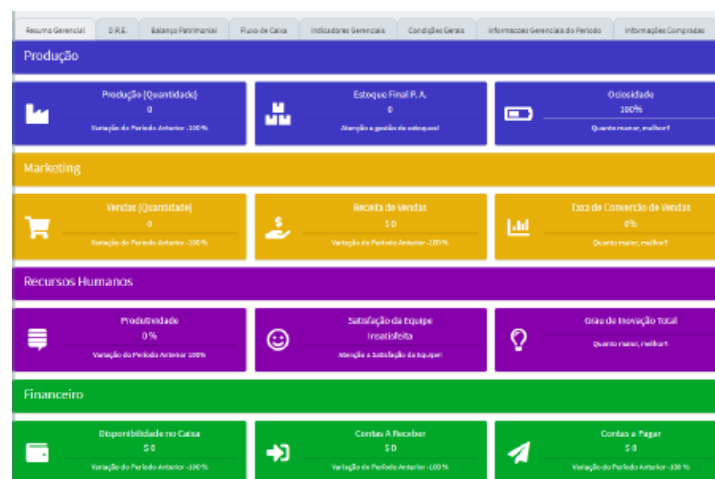 Resumo Gerencial D.R.E. Balanço Patrimonial Fluxo de Caixa Indicadores Gerenciais Condições Gerais Informacoes Gerenciais do Período Informações Compradas
Produção
Produção (Quantidade)
0
Variação do Período Anterior -100%
Estoque Final P. A.
0
Atenção a gestão de estoques!
Ociosidade
100%
Quanto menor, melhor!!
Marketing
Vendas (Quantidade)
0
Variação do Período Anterior -100 %
Receita de Vendas
$ 0
Variação do Período Anterior -100 %
Taxa de Conversão de Vendas
0%
Quanto maior, melhor!!
Recursos Humanos
Produtividade
0 %
Variação do Período Anterior 100%
Satisfação da Equipe
Insatisfeita
Atenção a Satisfação da Equipe!
Grau de Inovação Total
Quanto maior, melhor!!
Financeiro
Disponibilidade no Caixa
$ 0
Variação do Período Anterior -100 %
Contas A Receber
$ 0
Variação do Período Anterior -100 %
Contas a Pagar
$ 0
Variação do Período Anterior -100 %